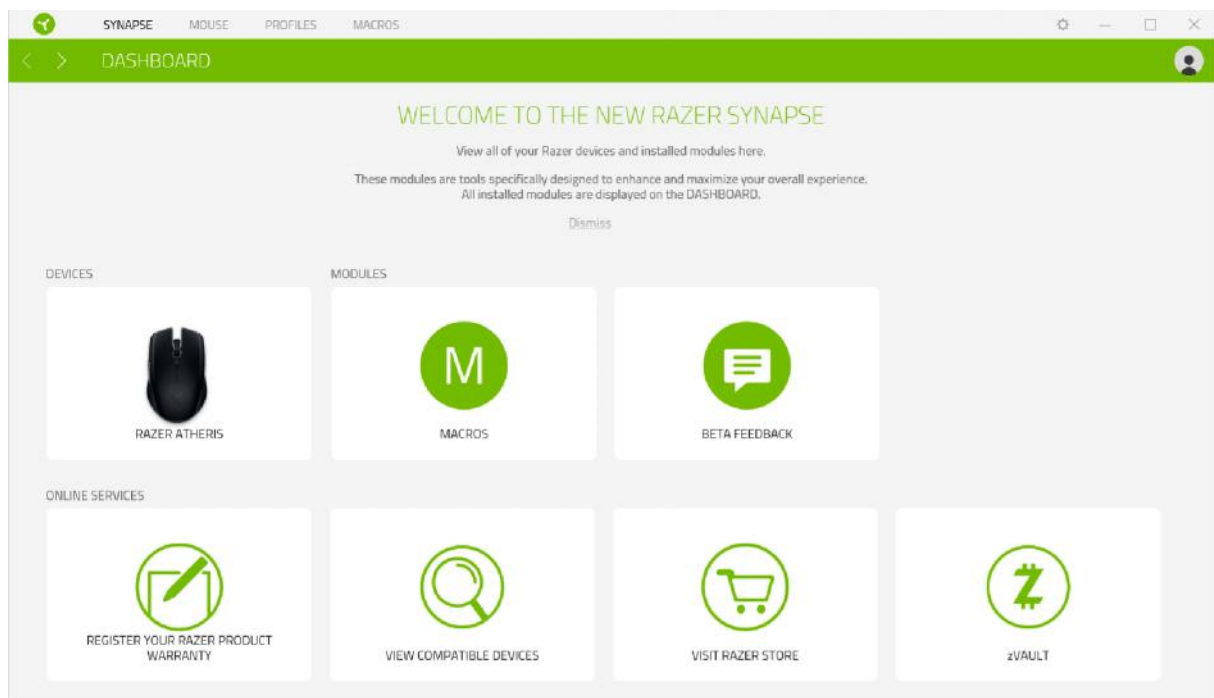 SYNAPSE MOUSE PROFILES MACROS
DASHBOARD
WELCOME TO THE NEW RAZER SYNAPSE
View all of your Razer devices and installed modules here.
These modules are tools specifically designed to enhance and maximize your overall experience.
All installed modules are displayed on the DASHBOARD.
Dismiss
DEVICES
MODULES
RAZER ATHERIS
M
MACROS
BETA FEEDBACK
ONLINE SERVICES
REGISTER YOUR RAZER PRODUCT
WARRANTY
VIEW COMPATIBLE DEVICES
VISIT RAZER STORE
Z
zVAULT